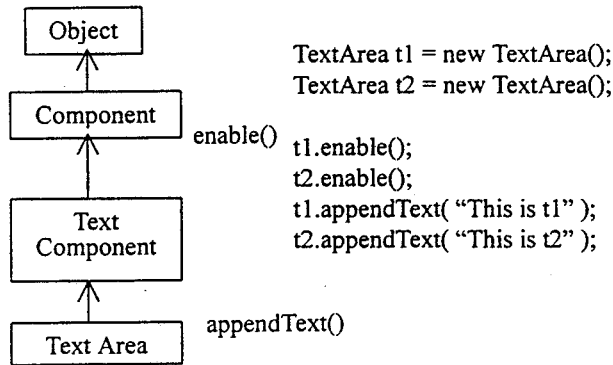 Object
Component
enable()
Text
Component
Text Area
appendText()
TextArea t1 = new TextArea();
TextArea t2 = new TextArea();
t1.enable();
t2.enable();
t1.appendText( “This is t1” );
t2.appendText( “This is t2” );